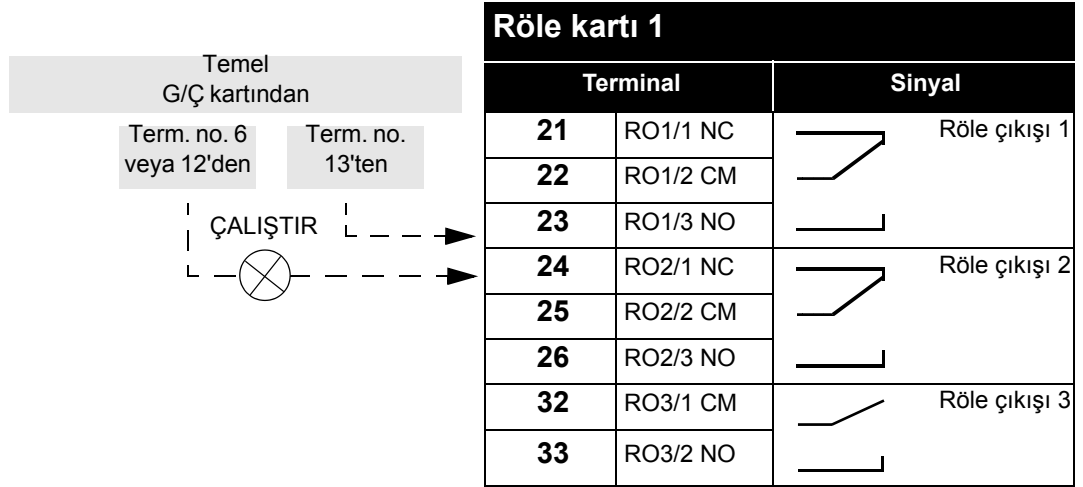 Temel
G/Ç kartından
Term. no. 6
veya 12'den
Term. no.
13'ten
ÇALIŞTIR
Röle kartı 1
Terminal Sinyal
21 RO1/1 NC Röle çıkışı 1
22 RO1/2 CM
23 RO1/3 NO
24 RO2/1 NC Röle çıkışı 2
25 RO2/2 CM
26 RO2/3 NO
32 RO3/1 CM Röle çıkışı 3
33 RO3/2 NO